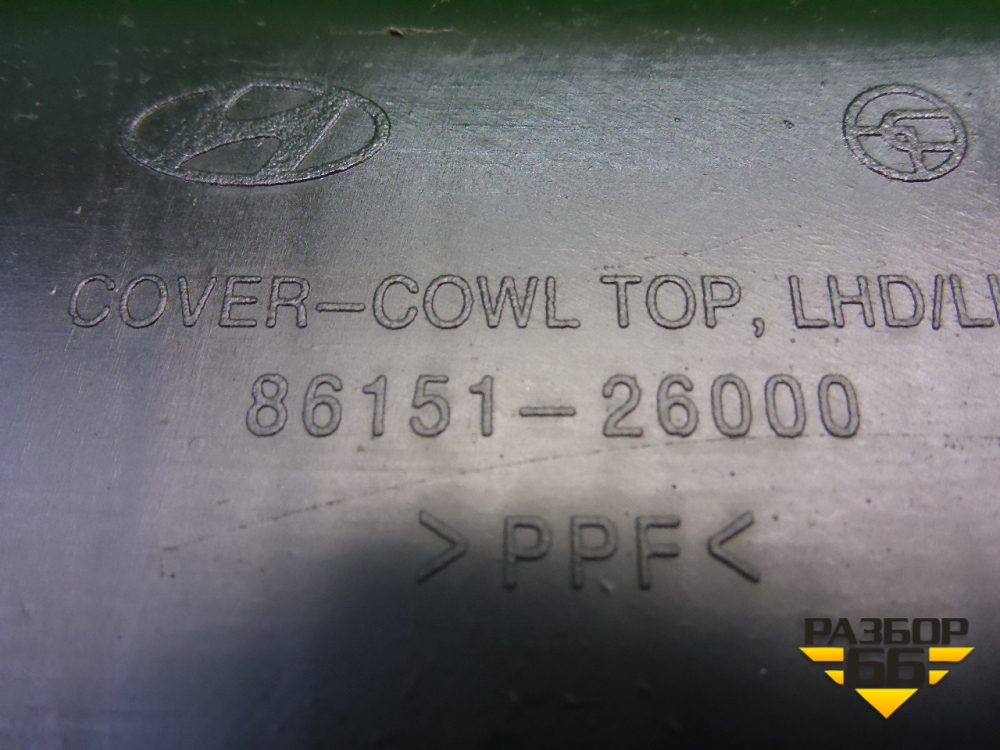 COVER-COWL TOP, LHD/L
86151-26000
>PPF<
РАЗБОР
66